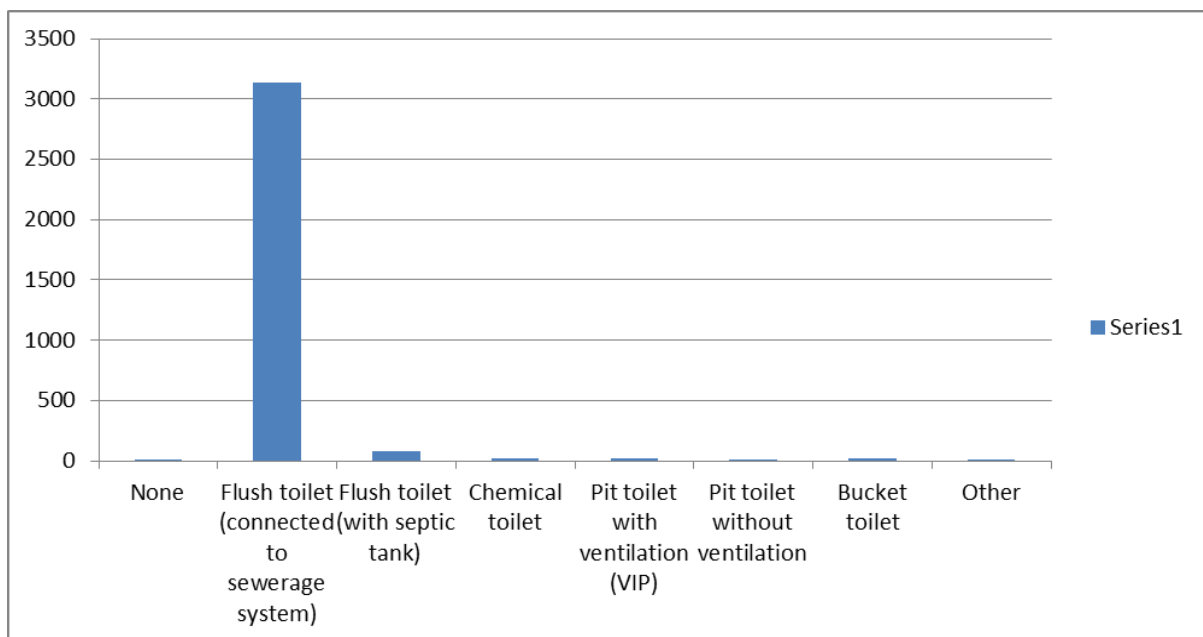 3500
3000
2500
2000
1500
1000
500
0
None
Flush toilet
(connected
to
sewerage
system)
Flush toilet
(with septic
tank)
Chemical
toilet
Pit toilet
with
ventilation
(VIP)
Pit toilet
without
ventilation
Bucket
toilet
Other
Series1